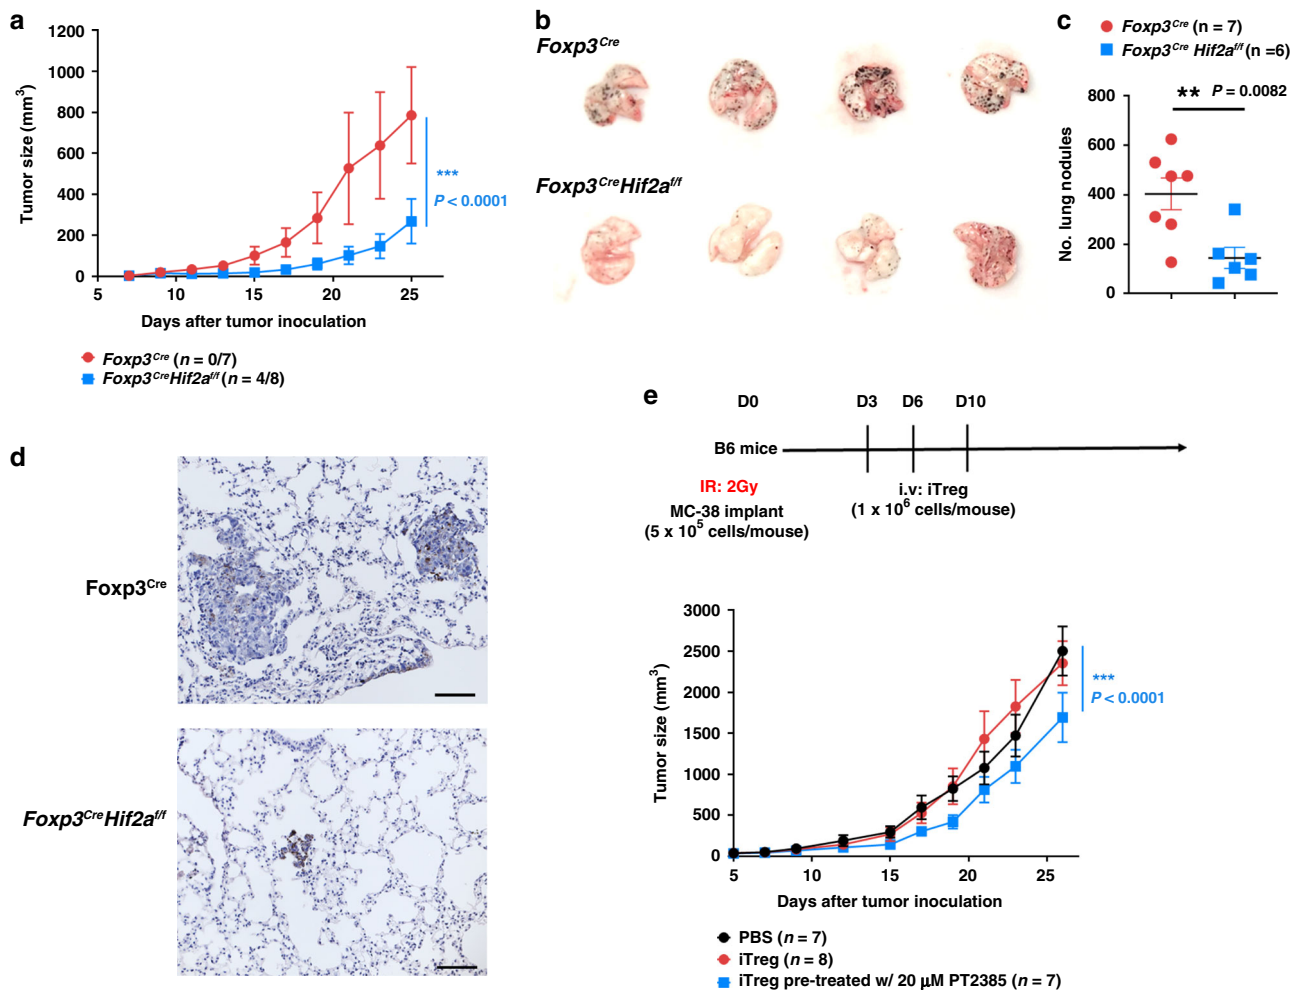 a
1200
1000
800
600
400
200
0
Tumor size (mm³)
5 10 15 20 25
Days after tumor inoculation
***
P < 0.0001
Foxp3Cre (n = 0/7)
Foxp3CreHif2af/f (n = 4/8)
b
Foxp3Cre
Foxp3CreHif2af/f
c
Foxp3Cre (n = 7)
Foxp3Cre Hif2af/f (n =6)
** P = 0.0082
800
600
400
200
0
No. lung nodules
d
Foxp3Cre
Foxp3CreHif2af/f
e
D0 D3 D6 D10
B6 mice
IR: 2Gy
MC-38 implant
(5 x 10⁵ cells/mouse)
i.v: iTreg
(1 x 10⁶ cells/mouse)
3000
2500
2000
1500
1000
500
0
Tumor size (mm³)
5 10 15 20 25
Days after tumor inoculation
***
P < 0.0001
PBS (n = 7)
iTreg (n = 8)
iTreg pre-treated w/ 20 µM PT2385 (n = 7)